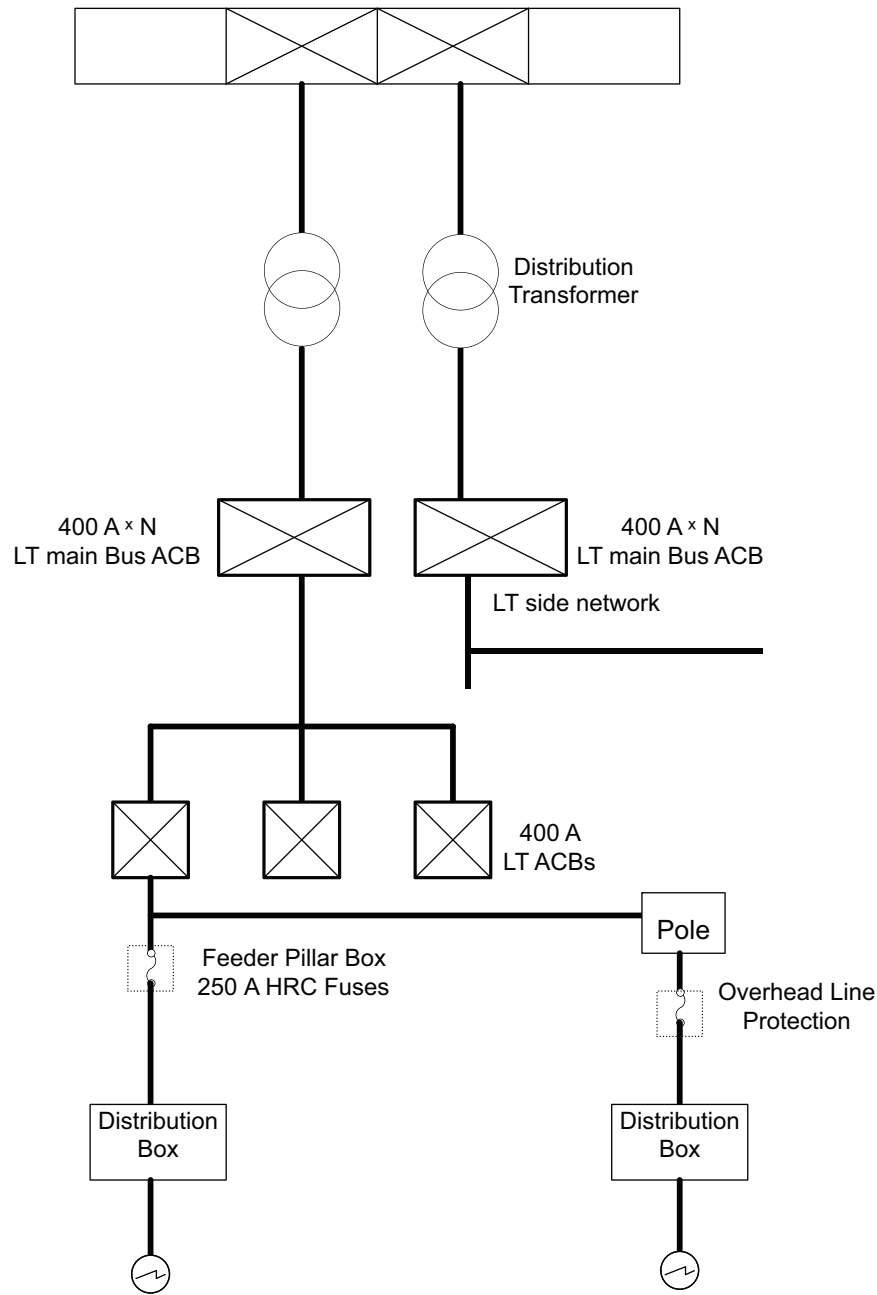 Distribution
Transformer
400 A x N
LT main Bus ACB
400 A x N
LT main Bus ACB
LT side network
400 A
LT ACBs
Pole
Feeder Pillar Box
250 A HRC Fuses
Overhead Line
Protection
Distribution
Box
Distribution
Box